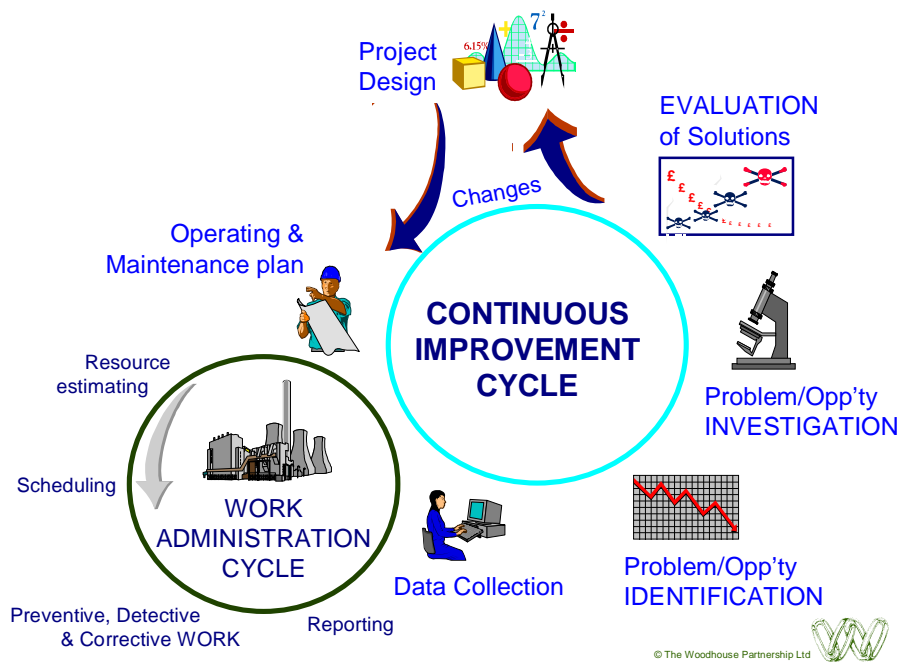 Project
Design
6.15%
7²
+
÷
EVALUATION
of Solutions
£
£
£
£
£ £
£ £ £ £ £ £
Changes
Operating &
Maintenance plan
CONTINUOUS
IMPROVEMENT
CYCLE
Problem/Opp'ty
INVESTIGATION
Resource
estimating
Scheduling
WORK
ADMINISTRATION
CYCLE
Preventive, Detective
& Corrective WORK
Reporting
Data Collection
Problem/Opp'ty
IDENTIFICATION
© The Woodhouse Partnership Ltd